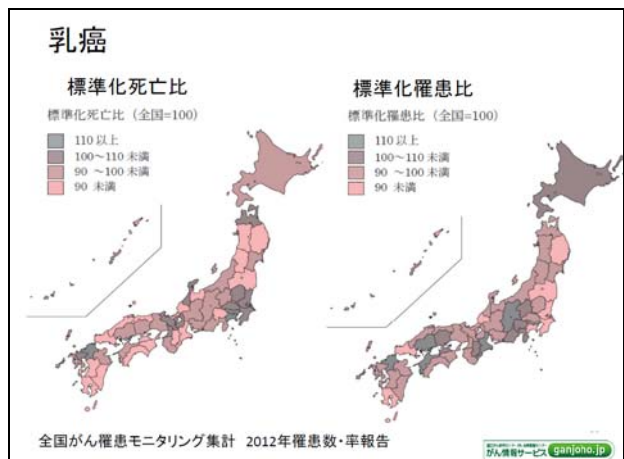 乳癌
標準化死亡比
標準化死亡比（全国=100）
110 以上
100～110 未満
90 ～100 未満
90 未満
標準化罹患比
標準化罹患比（全国=100）
110 以上
100～110 未満
90 ～100 未満
90 未満
全国がん罹患モニタリング集計 2012年罹患数・率報告
がん情報サービス ganjoho.jp